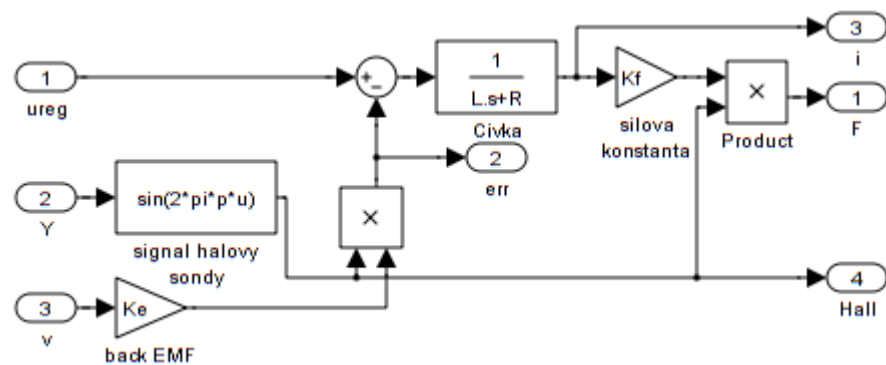 3
i
1
ureg
+
-
1
L.s+R
Civka
Kf
silova
konstanta
×
Product
1
F
2
err
2
Y
sin(2*pi*p*u)
signal halovy
sondy
×
3
v
Ke
back EMF
4
Hall